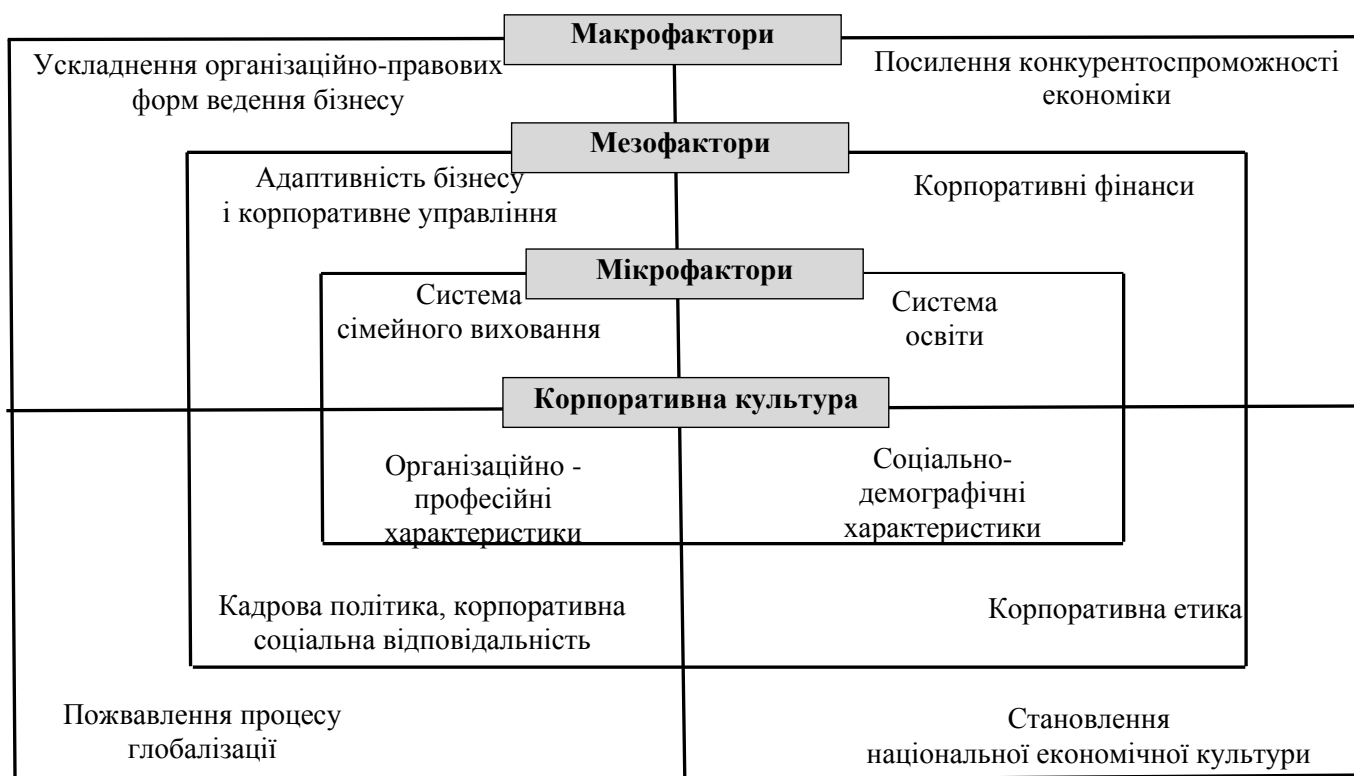 Макрофактори
Ускладнення організаційно-правових
форм ведення бізнесу
Посилення конкурентоспроможності
економіки
Мезофактори
Адаптивність бізнесу
і корпоративне управління
Корпоративні фінанси
Мікрофактори
Система
сімейного виховання
Система
освіти
Корпоративна культура
Організаційно -
професійні
характеристики
Соціально-
демографічні
характеристики
Кадрова політика, корпоративна
соціальна відповідальність
Корпоративна етика
Пожвавлення процесу
глобалізації
Становлення
національної економічної культури